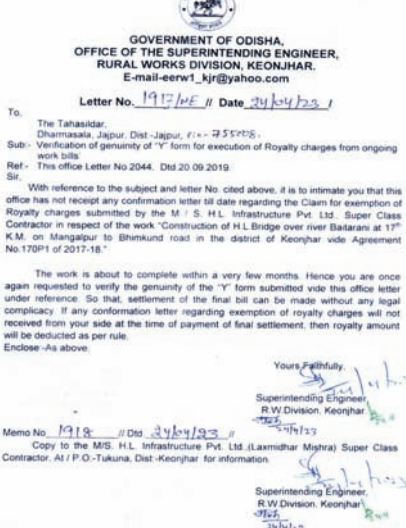 GOVERNMENT OF ODISHA,
OFFICE OF THE SUPERINTENDING ENGINEER,
RURAL WORKS DIVISION, KEONJHAR.
E-mail-eerw1_kjr@yahoo.com
Letter No. 1917/WE // Date 24/04/23 /
To,
The Tahasildar,
Dharmasala, Jajpur, Dist-Jajpur, Pin- 755008.
Sub:- Verification of genuinity of "Y" form for execution of Royalty charges from ongoing
work bills
Ref:- This office Letter No 2044, Dtd.20.09.2019.
Sir,
With reference to the subject and letter No. cited above, it is to intimate you that this
office has not receipt any confirmation letter till date regarding the Claim for exemption of
Royalty charges submitted by the M / S. H.L. Infrastructure Pvt. Ltd., Super Class
Contractor in respect of the work "Construction of H.L.Bridge over river Baitarani at 17th
K.M. on Mangalpur to Bhimkund road in the district of Keonjhar vide Agreement
No.170P1 of 2017-18."
The work is about to complete within a very few months. Hence you are once
again requested to verify the genuinity of the "Y" form submitted vide this office letter
under reference. So that, settlement of the final bill can be made without any legal
complicacy. If any conformation letter regarding exemption of royalty charges will not
received from your side at the time of payment of final settlement, then royalty amount
will be deducted as per rule.
Enclose -As above.
Yours Faithfully,
Superintending Engineer,
R.W.Division, Keonjhar
24/4/23
Memo No 1918 // Dtd 24/04/23 //
Copy to the M/S. H.L. Infrastructure Pvt. Ltd.,(Laxmidhar Mishra) Super Class
Contractor, At / P.O.-Tukuna, Dist-Keonjhar for information.
Superintending Engineer,
R.W.Division, Keonjhar